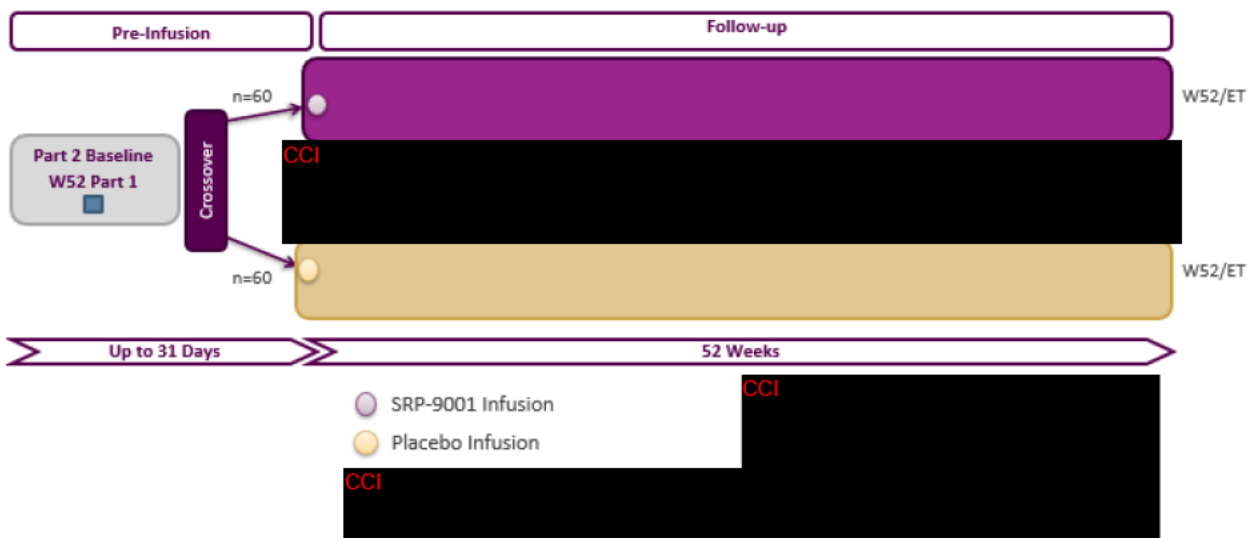 Pre-Infusion
Follow-up
n=60
W52/ET
Part 2 Baseline
W52 Part 1
Crossover
CCI
n=60
W52/ET
Up to 31 Days
52 Weeks
CCI
SRP-9001 Infusion
Placebo Infusion
CCI